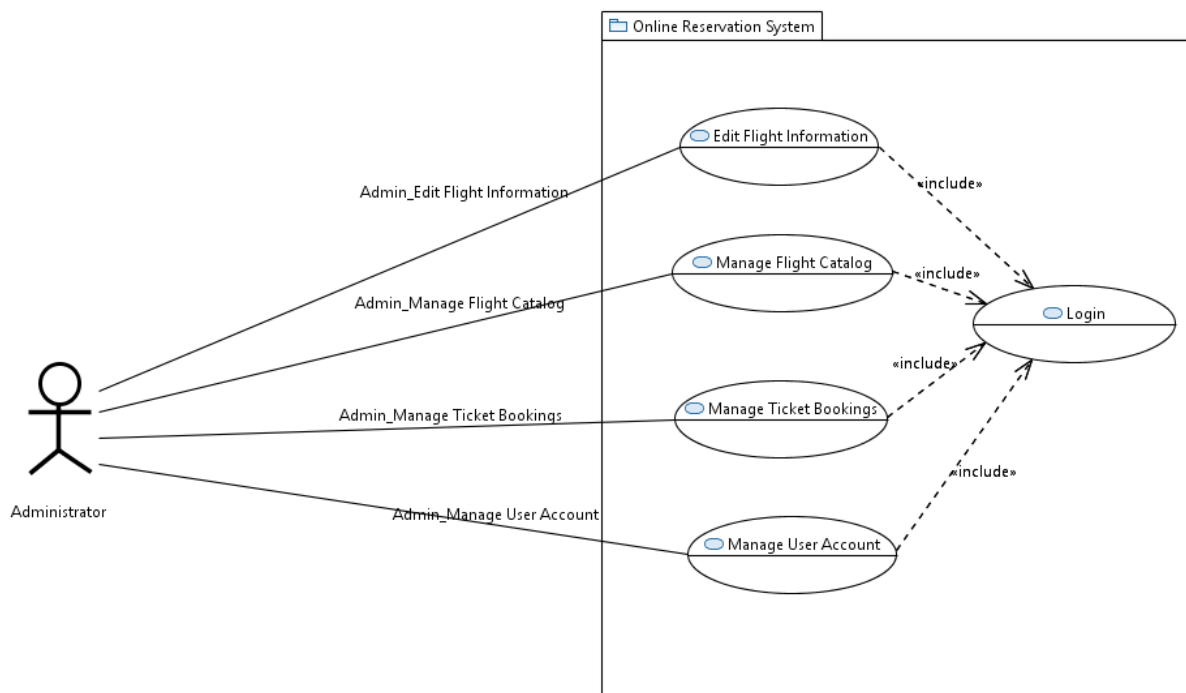 Online Reservation System
Edit Flight Information
«include»
Admin_Edit Flight Information
Manage Flight Catalog
«include»
Admin_Manage Flight Catalog
Login
«include»
Manage Ticket Bookings
Admin_Manage Ticket Bookings
«include»
Administrator
Admin_Manage User Account
Manage User Account